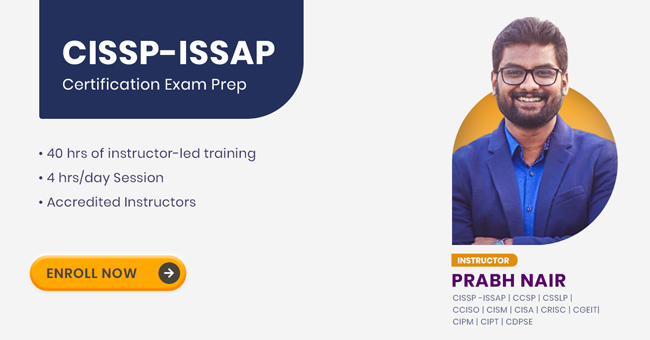 CISSP-ISSAP
Certification Exam Prep
• 40 hrs of instructor-led training
• 4 hrs/day Session
• Accredited Instructors
ENROLL NOW
INSTRUCTOR
PRABH NAIR
CISSP -ISSAP | CCSP | CSSLP |
CCISO | CISM | CISA | CRISC | CGEIT|
CIPM | CIPT | CDPSE